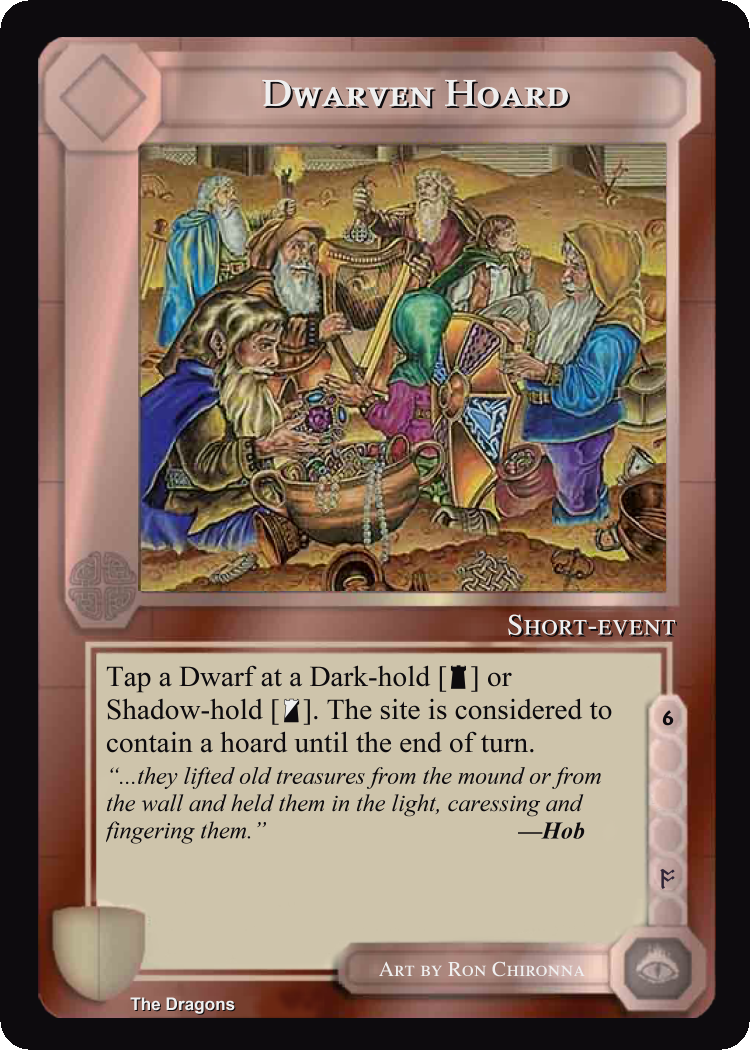 Dwarven Hoard
Short-event
Tap a Dwarf at a Dark-hold [ ] or
Shadow-hold [ ]. The site is considered to
contain a hoard until the end of turn.
“...they lifted old treasures from the mound or from
the wall and held them in the light, caressing and
fingering them.” —Hob
6
ᚩ
Art by Ron Chironna
The Dragons